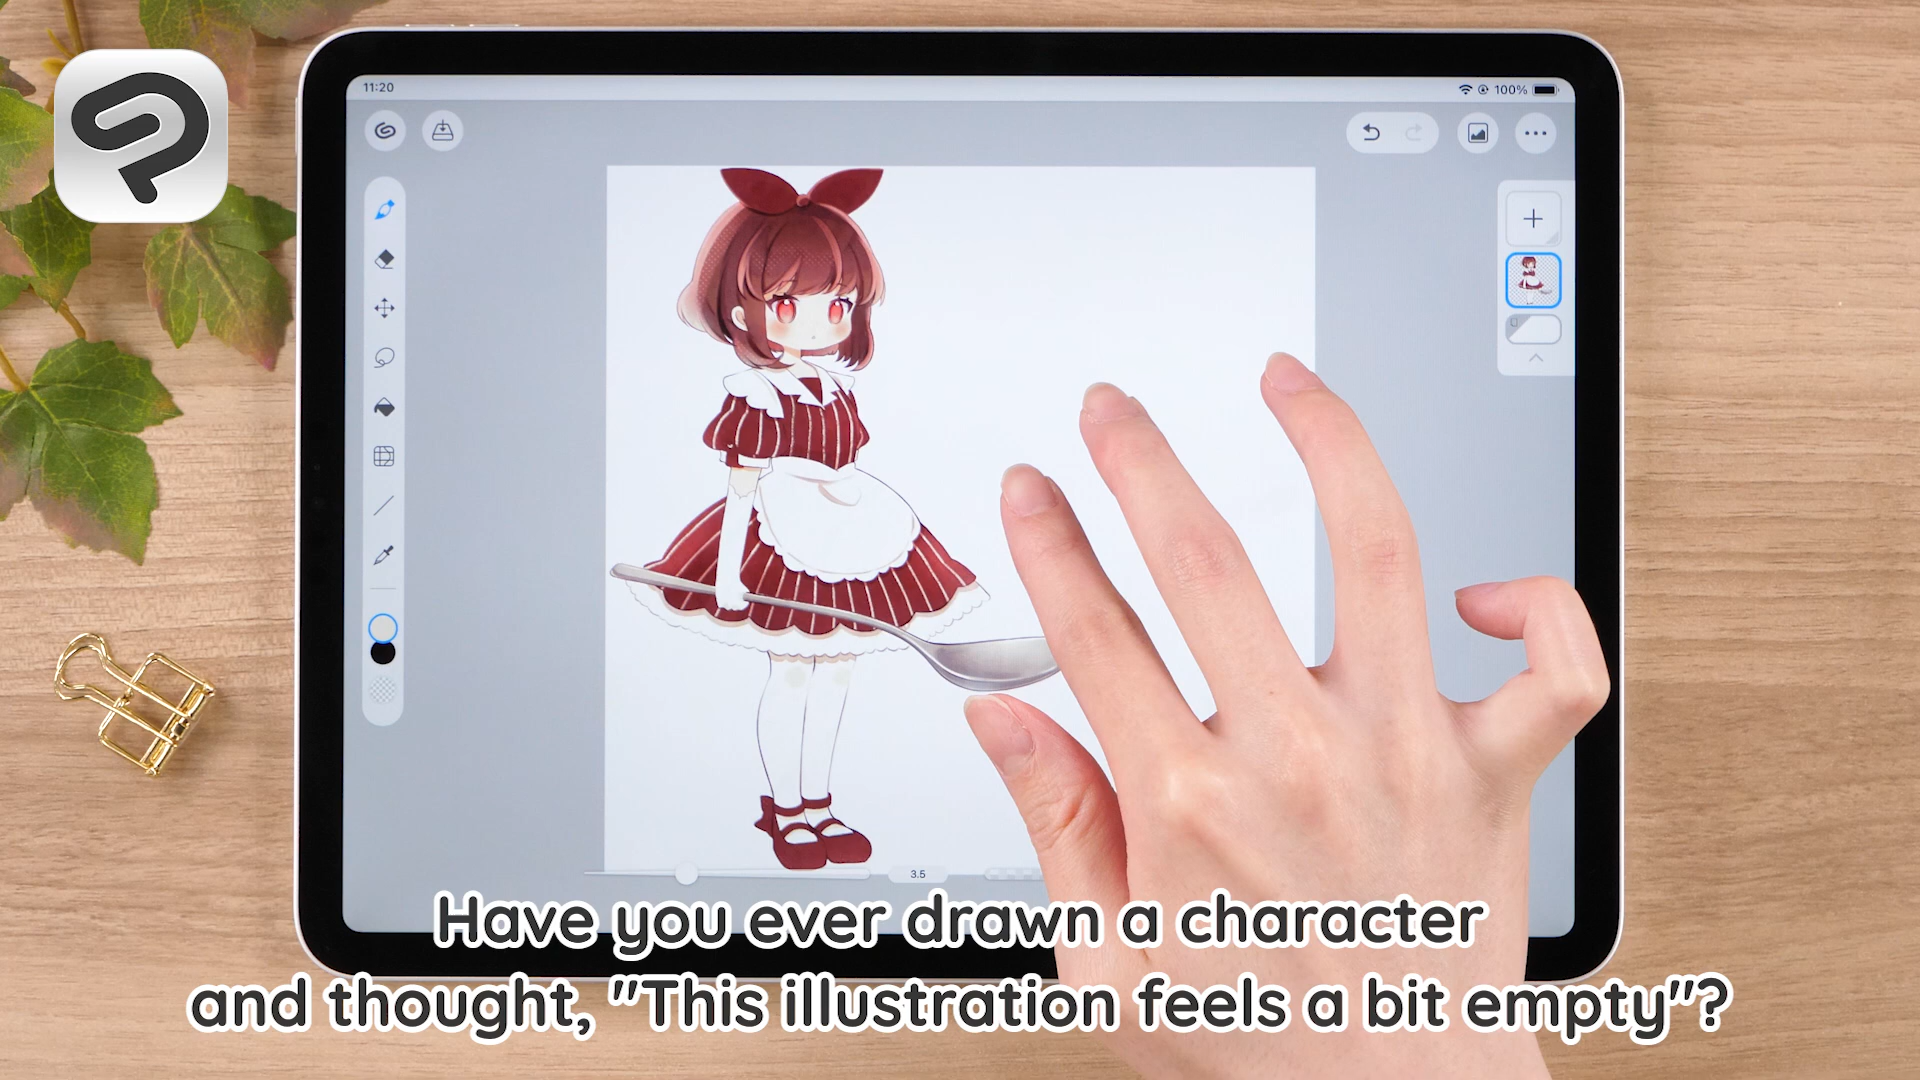 11:20
100%
3.5
Have you ever drawn a character
and thought, "This illustration feels a bit empty"?